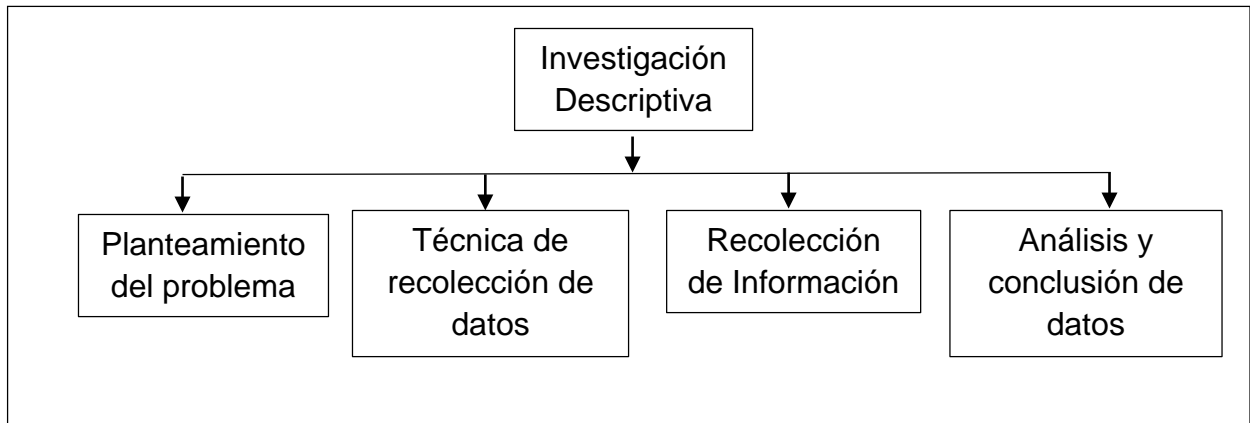 Investigación
Descriptiva
Planteamiento
del problema
Técnica de
recolección de
datos
Recolección
de Información
Análisis y
conclusión de
datos